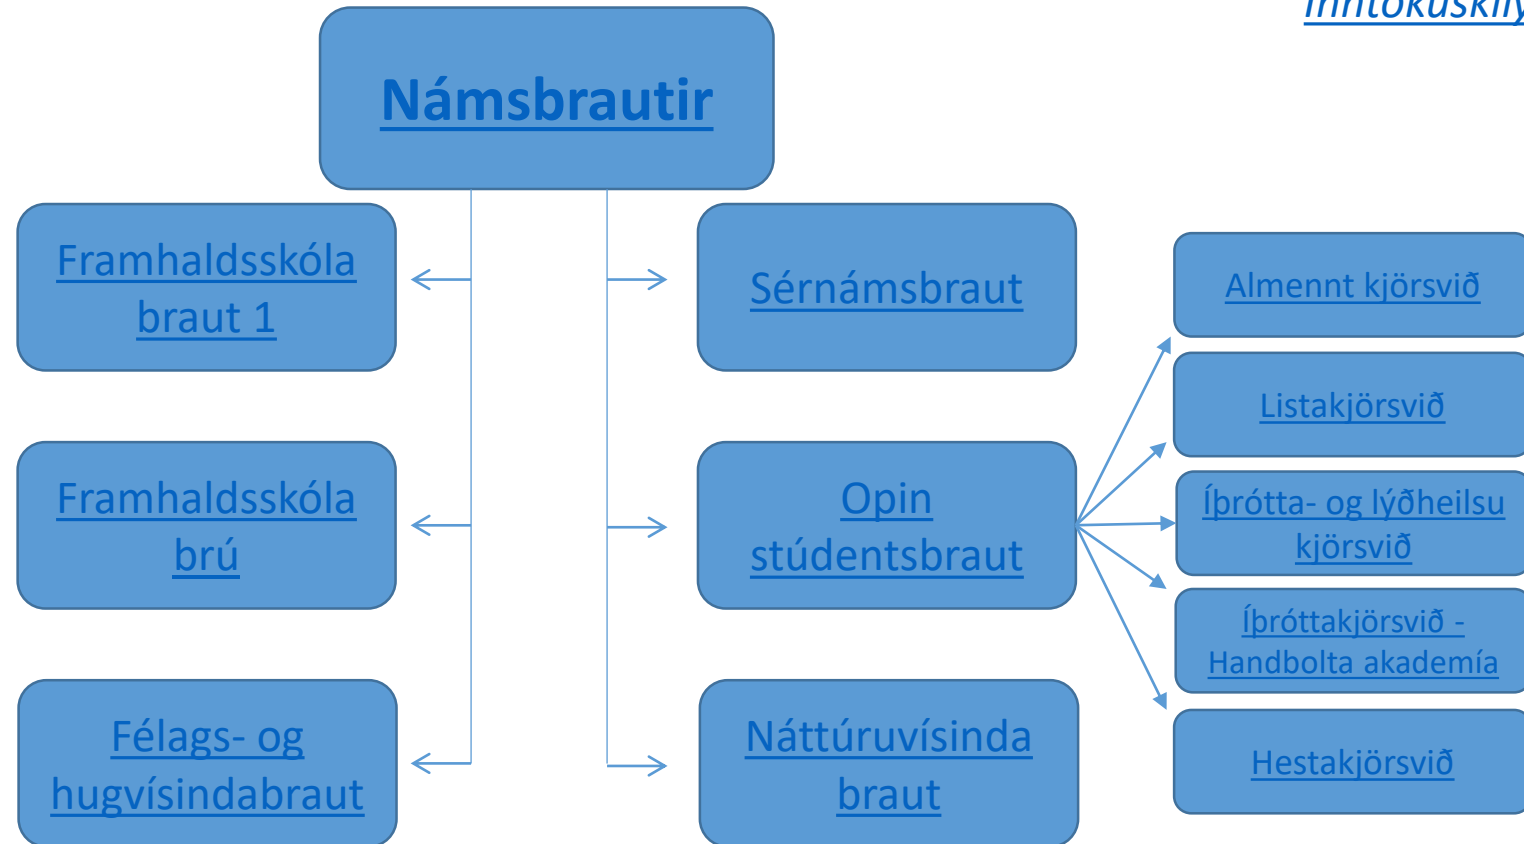 Námsbrautir
Framhaldsskóla
braut 1
Framhaldsskóla
brú
Félags- og
hugvísindabraut
Sérnámsbraut
Opin
stúdentsbraut
Náttúruvísinda
braut
Almennt kjörsvið
Listakjörsvið
Íþrótta- og lýðheilsu
kjörsvið
Íþróttakjörsvið -
Handbolta akademía
Hestakjörsvið